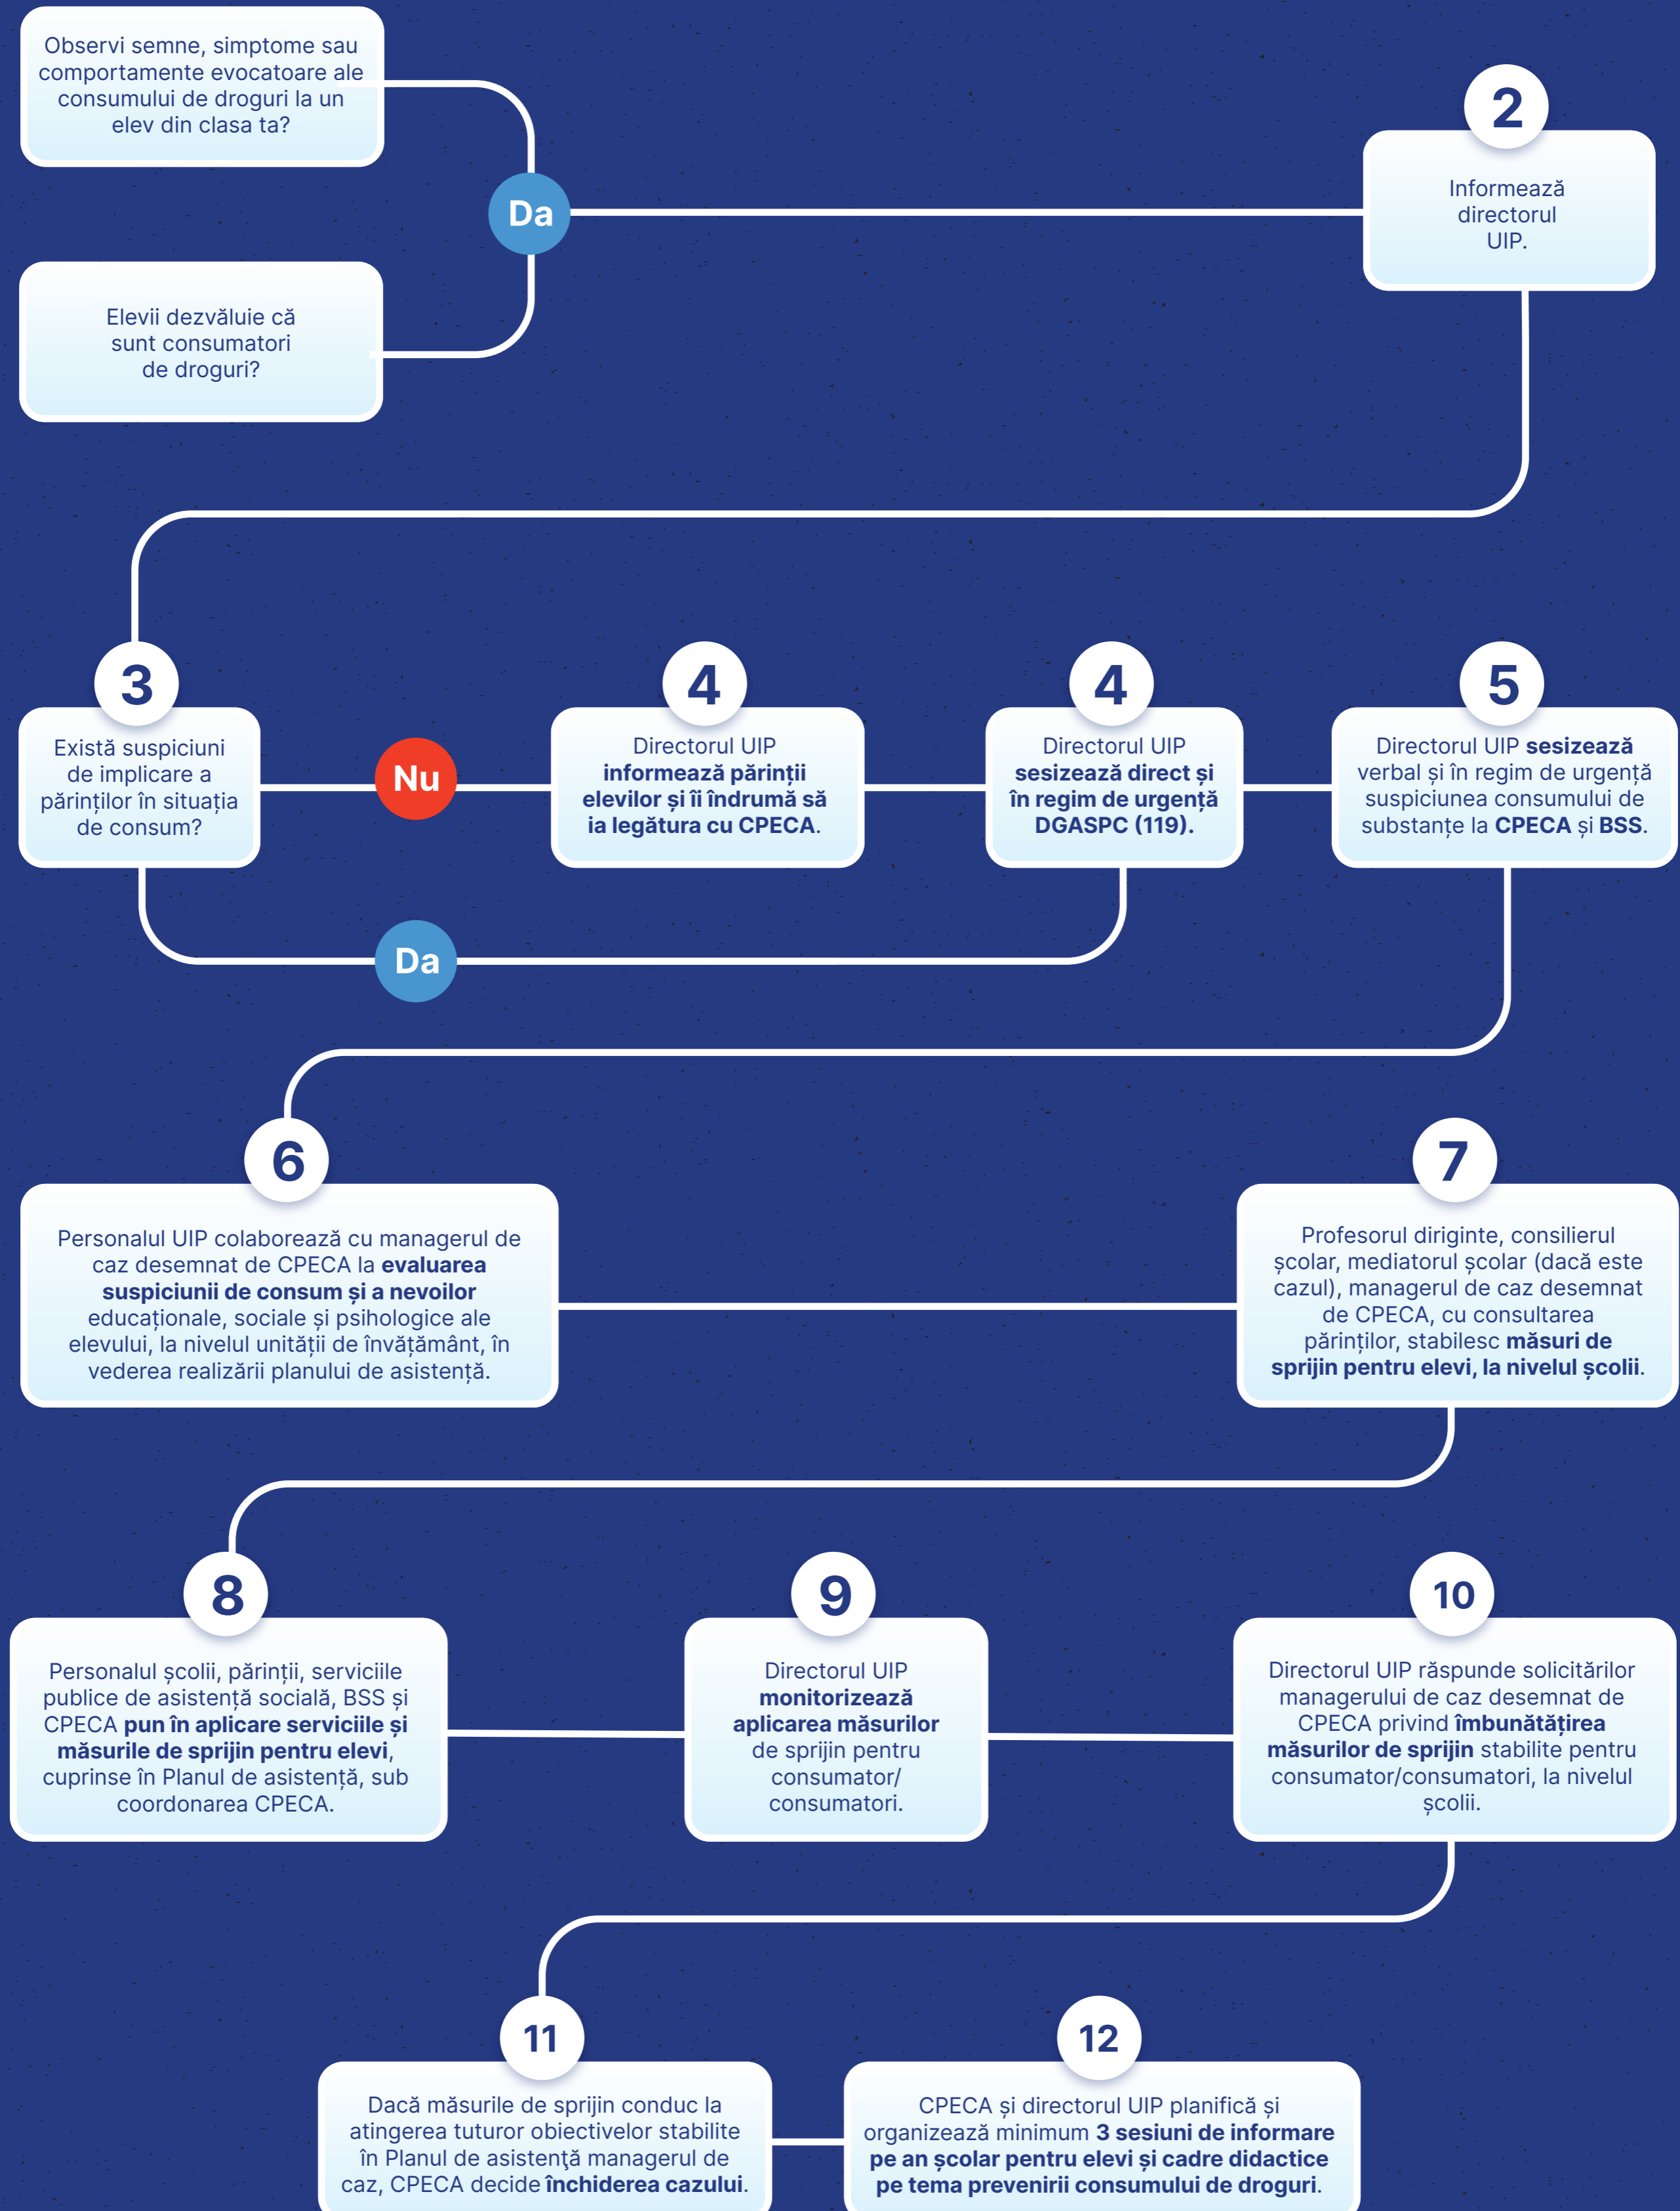 Observi semne, simptome sau
comportamente evocatoare ale
consumului de droguri la un
elev din clasa ta?
Da
Elevii dezvăluie că
sunt consumatori
de droguri?
2
Informează
directorul
UIP.
3
Există suspiciuni
de implicare a
părinților în situația
de consum?
Nu
Da
4
Directorul UIP
informează părinții
elevilor și îi îndrumă să
ia legătura cu CPECA.
4
Directorul UIP
sesizează direct și
în regim de urgență
DGASPC (119).
5
Directorul UIP sesizează
verbal și în regim de urgență
suspiciunea consumului de
substanțe la CPECA și BSS.
6
Personalul UIP colaborează cu managerul de
caz desemnat de CPECA la evaluarea
suspiciunii de consum și a nevoilor
educaționale, sociale și psihologice ale
elevului, la nivelul unității de învățământ, în
vederea realizării planului de asistență.
7
Profesorul diriginte, consilierul
școlar, mediatorul școlar (dacă este
cazul), managerul de caz desemnat
de CPECA, cu consultarea
părinților, stabilesc măsuri de
sprijin pentru elevi, la nivelul școlii.
8
Personalul școlii, părinții, serviciile
publice de asistență socială, BSS și
CPECA pun în aplicare serviciile și
măsurile de sprijin pentru elevi,
cuprinse în Planul de asistență, sub
coordonarea CPECA.
9
Directorul UIP
monitorizează
aplicarea măsurilor
de sprijin pentru
consumator/
consumatori.
10
Directorul UIP răspunde solicitărilor
managerului de caz desemnat de
CPECA privind îmbunătățirea
măsurilor de sprijin stabilite pentru
consumator/consumatori, la nivelul
școlii.
11
Dacă măsurile de sprijin conduc la
atingerea tuturor obiectivelor stabilite
în Planul de asistenţă managerul de
caz, CPECA decide închiderea cazului.
12
CPECA și directorul UIP planifică și
organizează minimum 3 sesiuni de informare
pe an școlar pentru elevi și cadre didactice
pe tema prevenirii consumului de droguri.